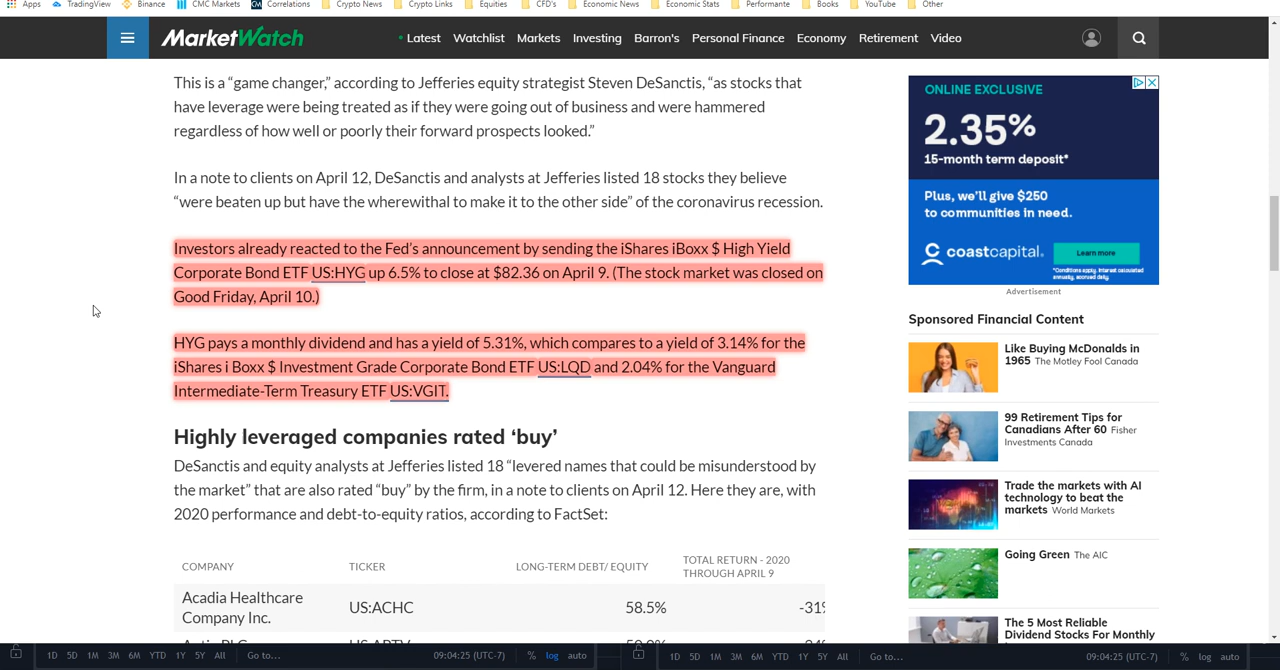 Apps TradingView Binance CMC Markets Correlations Crypto News Crypto Links Equities CFD's Economic News Economic Stats Performante Books YouTube Other
MarketWatch
• Latest Watchlist Markets Investing Barron's Personal Finance Economy Retirement Video
This is a “game changer,” according to Jefferies equity strategist Steven DeSanctis, “as stocks that
have leverage were being treated as if they were going out of business and were hammered
regardless of how well or poorly their forward prospects looked.”
In a note to clients on April 12, DeSanctis and analysts at Jefferies listed 18 stocks they believe
“were beaten up but have the wherewithal to make it to the other side” of the coronavirus recession.
Investors already reacted to the Fed’s announcement by sending the iShares iBoxx $ High Yield
Corporate Bond ETF US:HYG up 6.5% to close at $82.36 on April 9. (The stock market was closed on
Good Friday, April 10.)
HYG pays a monthly dividend and has a yield of 5.31%, which compares to a yield of 3.14% for the
iShares i Boxx $ Investment Grade Corporate Bond ETF US:LQD and 2.04% for the Vanguard
Intermediate-Term Treasury ETF US:VGIT.
Highly leveraged companies rated ‘buy’
DeSanctis and equity analysts at Jefferies listed 18 “levered names that could be misunderstood by
the market” that are also rated “buy” by the firm, in a note to clients on April 12. Here they are, with
2020 performance and debt-to-equity ratios, according to FactSet:
COMPANY TICKER LONG-TERM DEBT/ EQUITY TOTAL RETURN - 2020
THROUGH APRIL 9
Acadia Healthcare
Company Inc. US:ACHC 58.5% -31%
ONLINE EXCLUSIVE
2.35%
15-month term deposit*
Plus, we'll give $250
to communities in need.
coastcapital. Learn more
*Conditions apply. Interest calculated
annually, accrued daily.
Advertisement
Sponsored Financial Content
Like Buying McDonalds in
1965 The Motley Fool Canada
99 Retirement Tips for
Canadians After 60 Fisher
Investments Canada
Trade the markets with AI
technology to beat the
markets World Markets
Going Green The AIC
The 5 Most Reliable
Dividend Stocks For Monthly
1D 5D 1M 3M 6M YTD 1Y 5Y All Go to... 09:04:25 (UTC-7) % log auto
1D 5D 1M 3M 6M YTD 1Y 5Y All Go to... 09:04:25 (UTC-7) % log auto